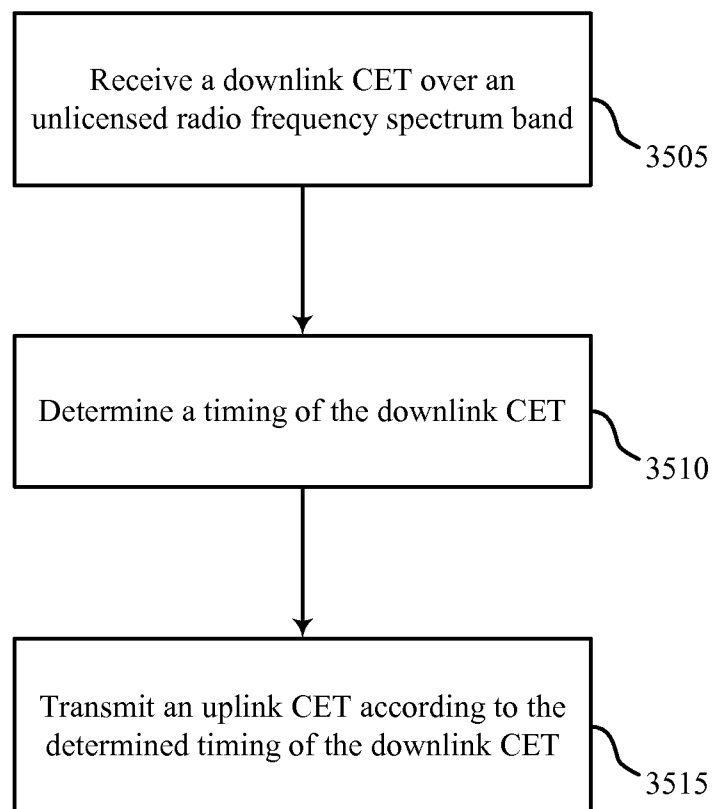 Receive a downlink CET over an
unlicensed radio frequency spectrum band
3505
Determine a timing of the downlink CET
3510
Transmit an uplink CET according to the
determined timing of the downlink CET
3515